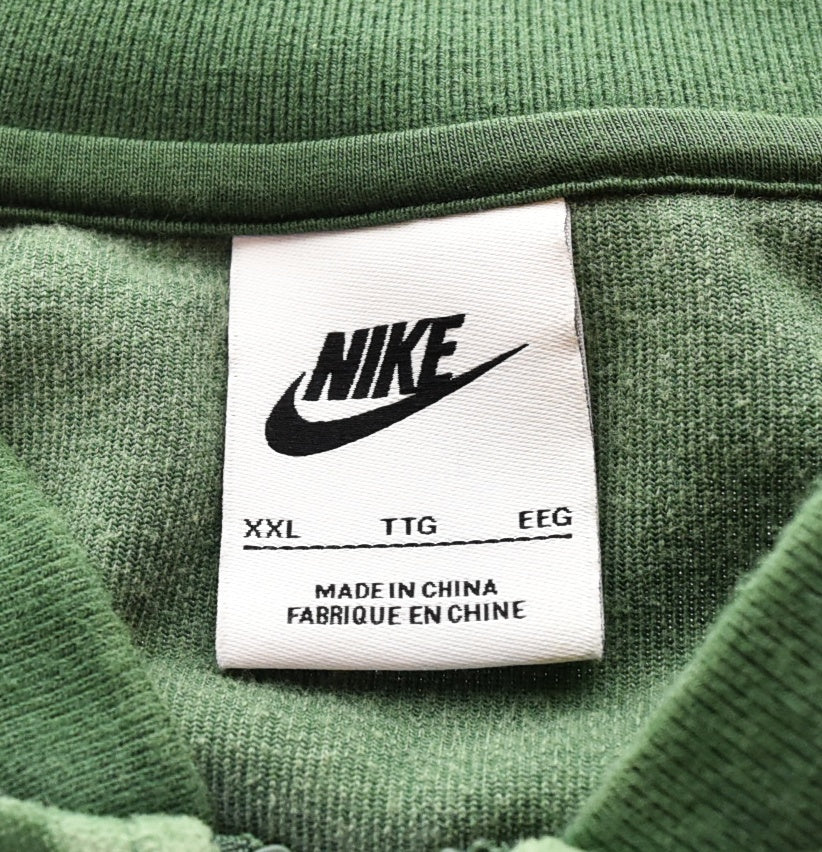 NIKE
XXL TTG EEG
MADE IN CHINA
FABRIQUE EN CHINE